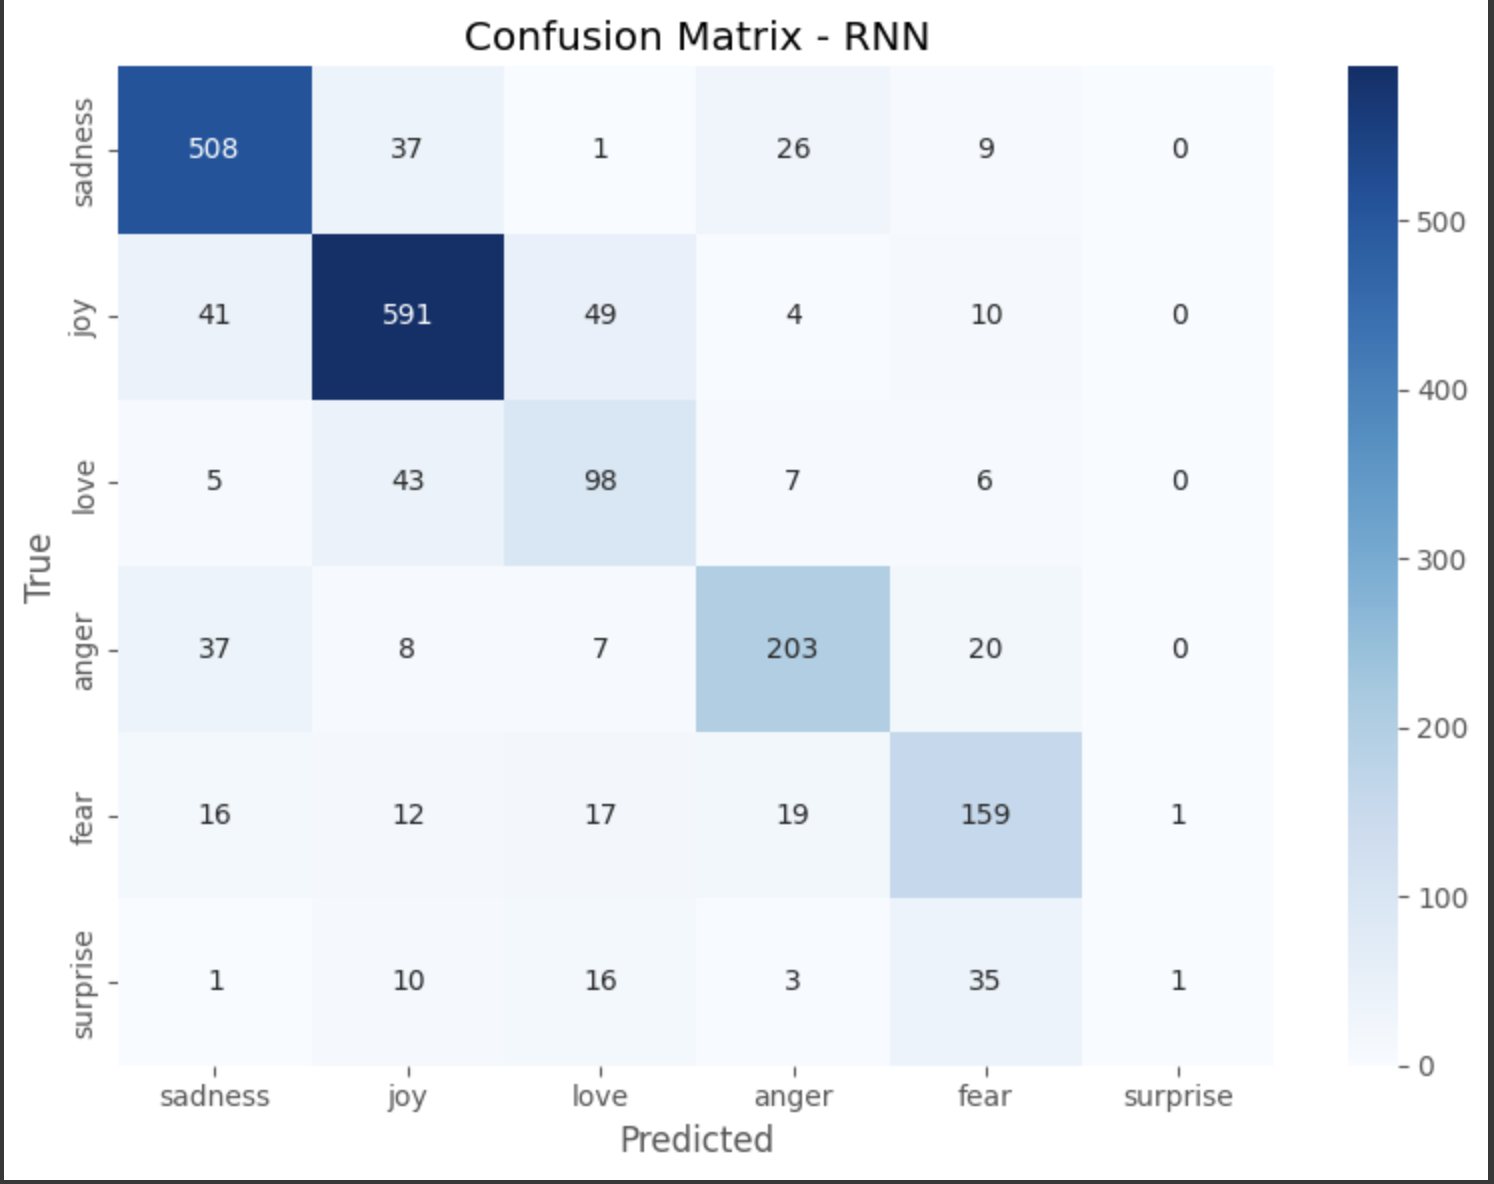 Confusion Matrix - RNN
sadness 508 37 1 26 9 0
joy 41 591 49 4 10 0
love 5 43 98 7 6 0
anger 37 8 7 203 20 0
fear 16 12 17 19 159 1
surprise 1 10 16 3 35 1
sadness joy love anger fear surprise
Predicted
True
500
400
300
200
100
0